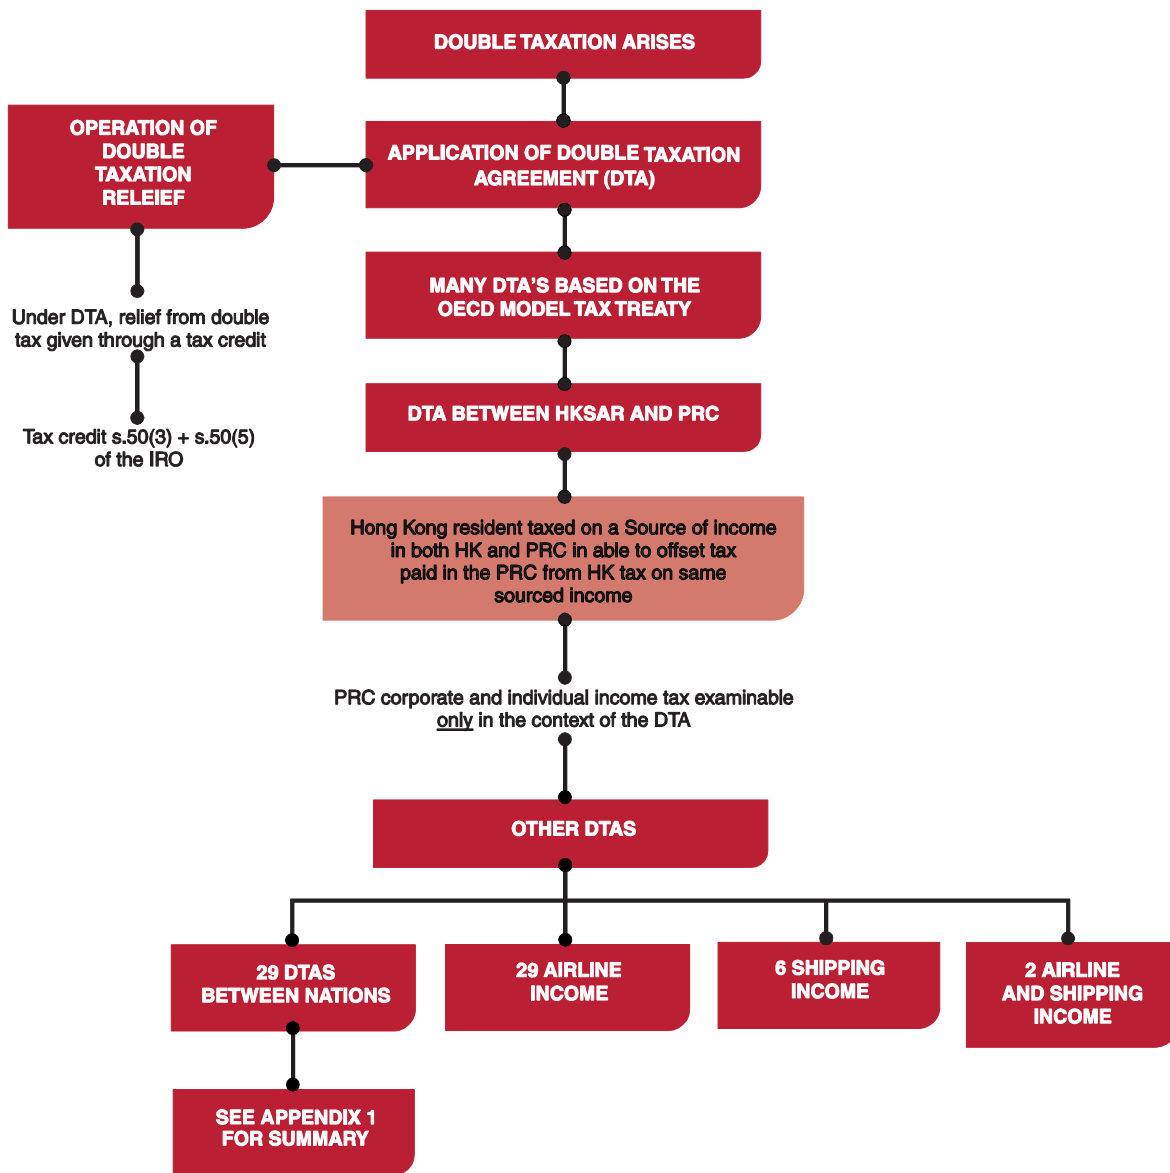 DOUBLE TAXATION ARISES
OPERATION OF
DOUBLE
TAXATION
RELEIEF
APPLICATION OF DOUBLE TAXATION
AGREEMENT (DTA)
MANY DTA'S BASED ON THE
OECD MODEL TAX TREATY
Under DTA, relief from double
tax given through a tax credit
DTA BETWEEN HKSAR AND PRC
Tax credit s.50(3) + s.50(5)
of the IRO
Hong Kong resident taxed on a Source of income
in both HK and PRC in able to offset tax
paid in the PRC from HK tax on same
sourced income
PRC corporate and individual income tax examinable
only in the context of the DTA
OTHER DTAS
29 DTAS
BETWEEN NATIONS
29 AIRLINE
INCOME
6 SHIPPING
INCOME
2 AIRLINE
AND SHIPPING
INCOME
SEE APPENDIX 1
FOR SUMMARY